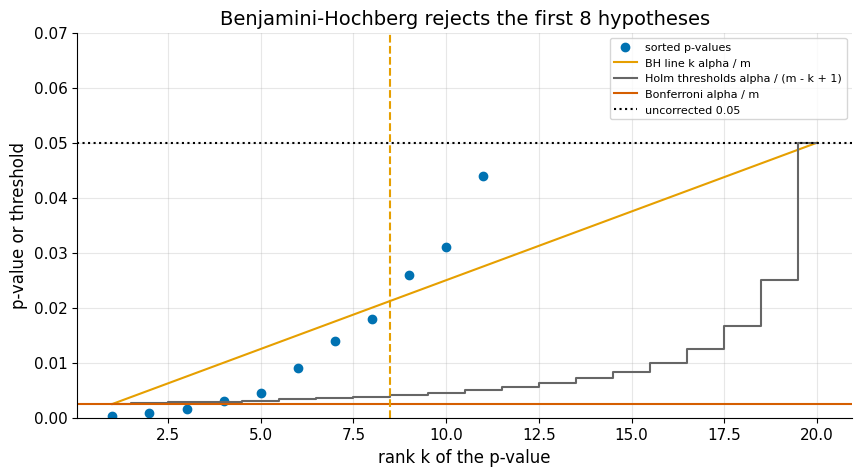 Benjamini-Hochberg rejects the first 8 hypotheses
0.07
0.06
0.05
0.04
0.03
0.02
0.01
0.00
p-value or threshold
sorted p-values
BH line k alpha / m
Holm thresholds alpha / (m - k + 1)
Bonferroni alpha / m
uncorrected 0.05
2.5 5.0 7.5 10.0 12.5 15.0 17.5 20.0
rank k of the p-value